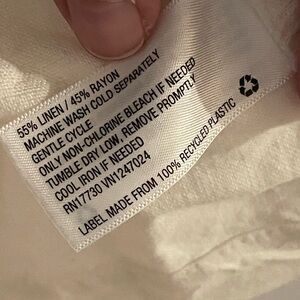 55% LINEN / 45% RAYON
MACHINE WASH COLD SEPARATELY
GENTLE CYCLE
ONLY NON-CHLORINE BLEACH IF NEEDED
TUMBLE DRY LOW, REMOVE PROMPTLY
COOL IRON IF NEEDED
RN17730 VN1247024
LABEL MADE FROM 100% RECYCLED PLASTIC